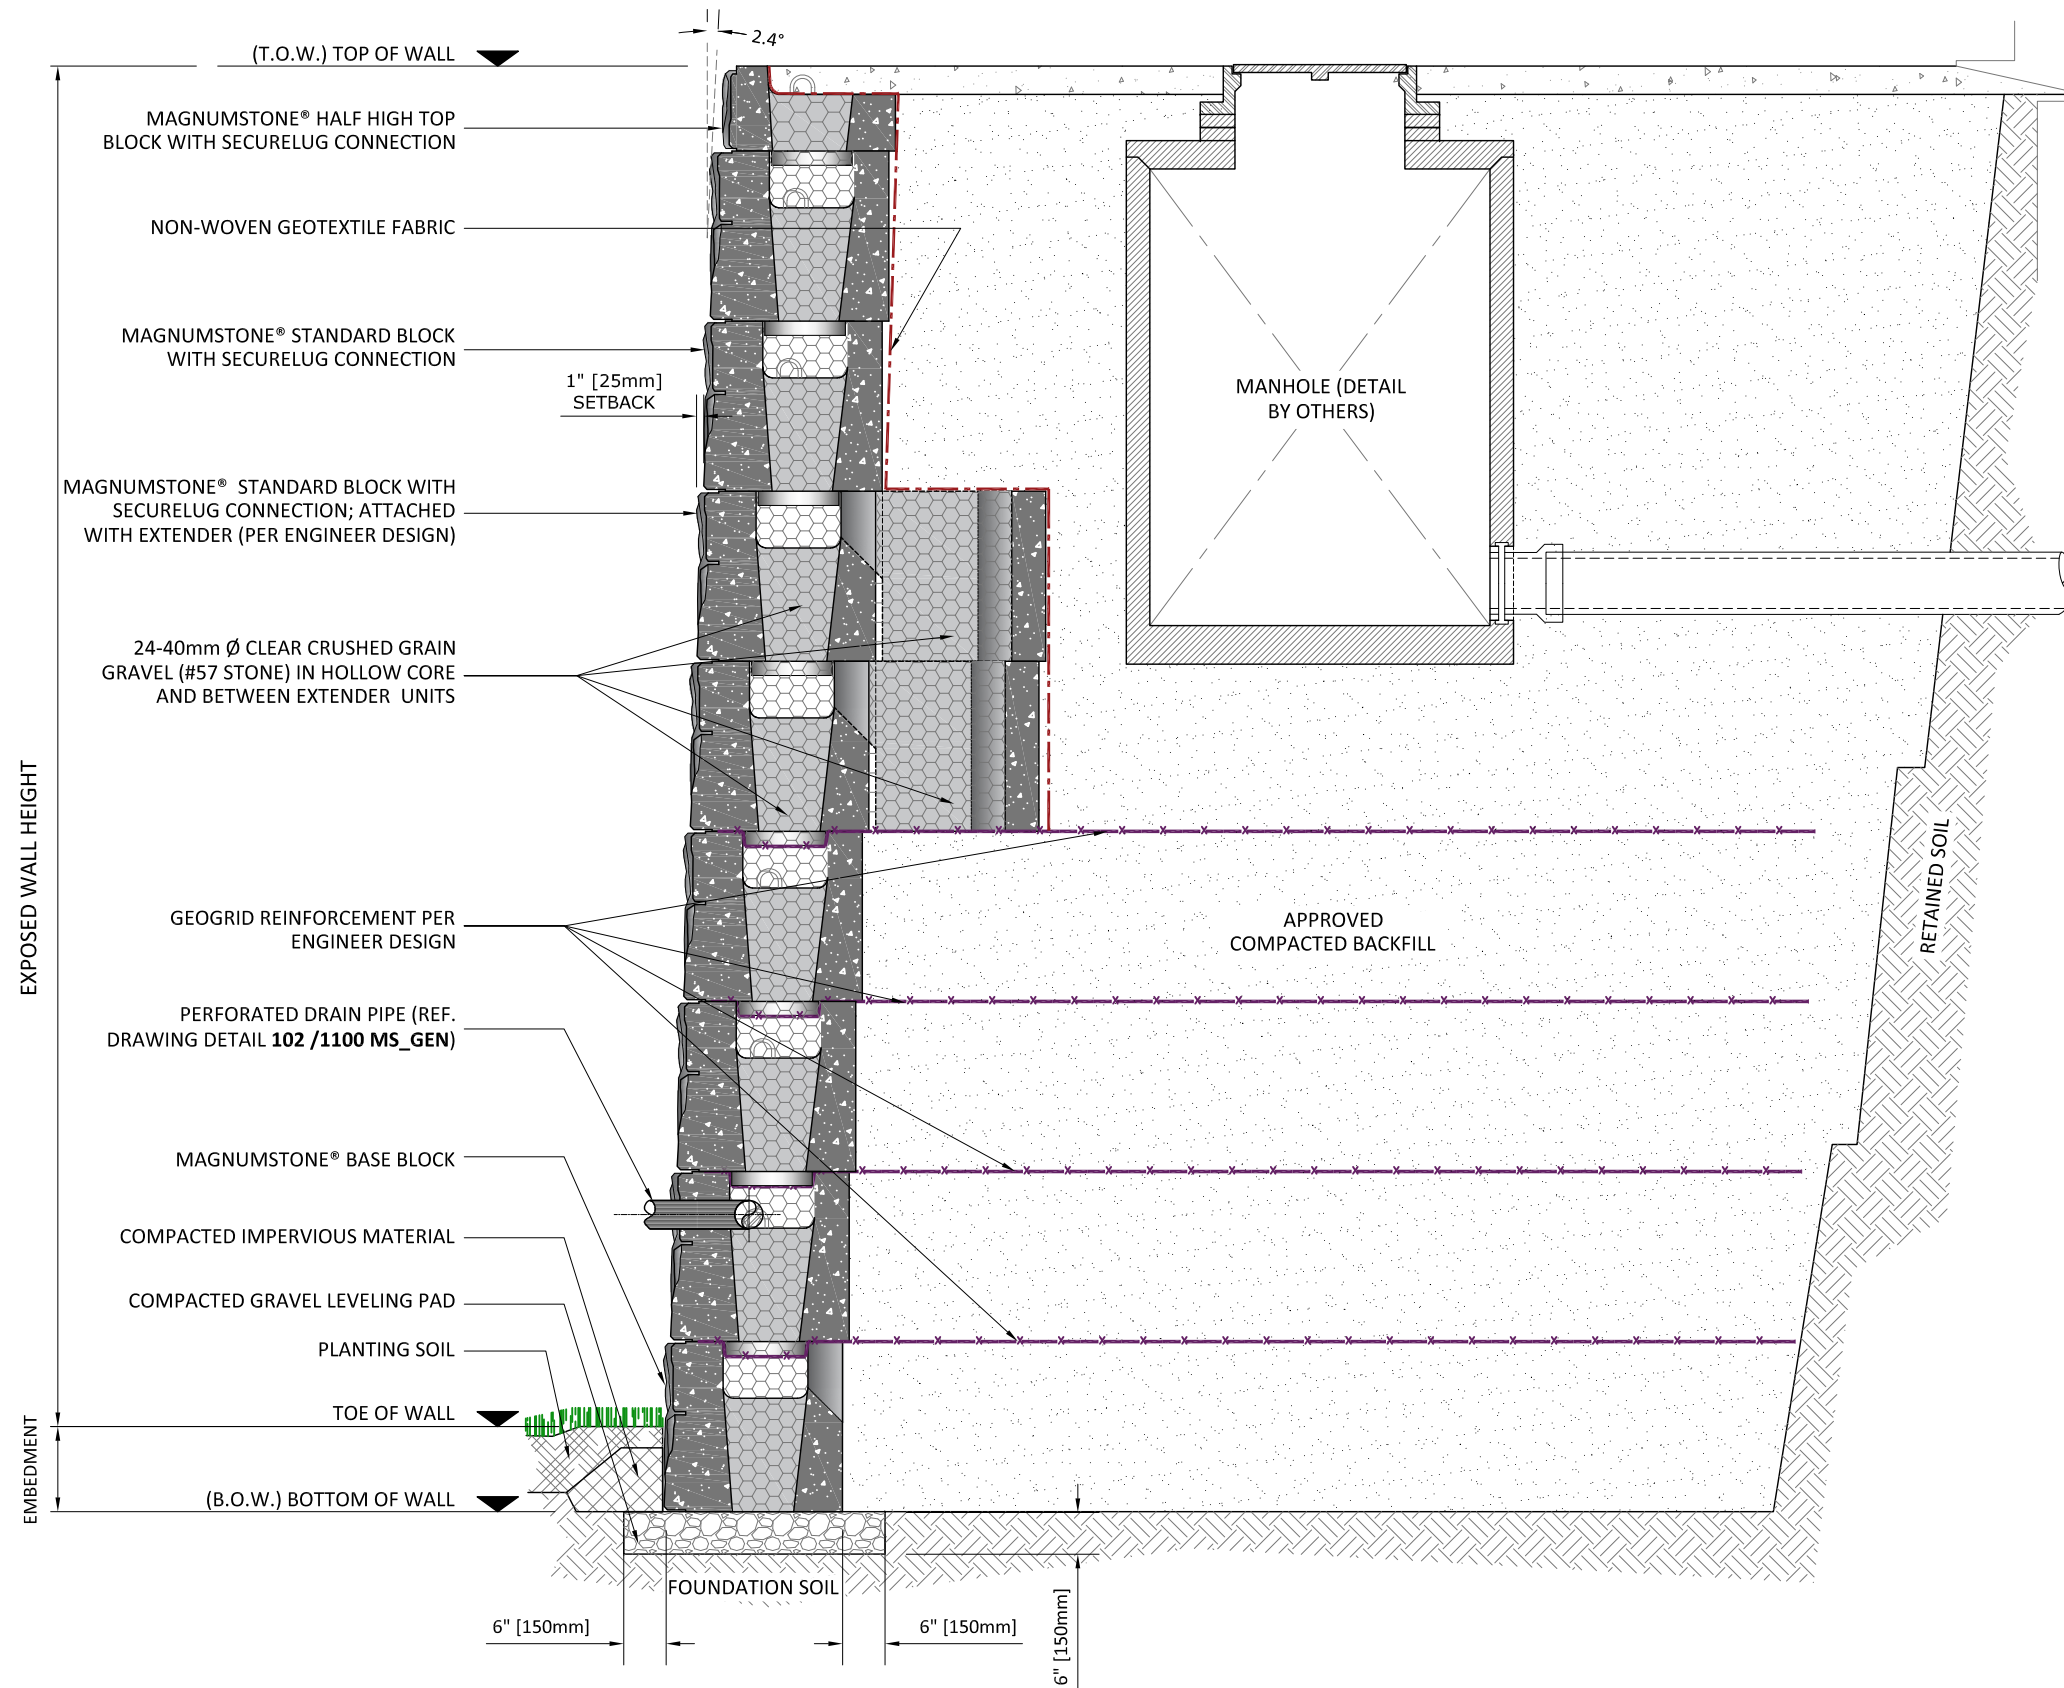 2.4°
(T.O.W.) TOP OF WALL
MAGNUMSTONE® HALF HIGH TOP
BLOCK WITH SECURELUG CONNECTION
NON-WOVEN GEOTEXTILE FABRIC
MAGNUMSTONE® STANDARD BLOCK
WITH SECURELUG CONNECTION
1" [25mm]
SETBACK
MANHOLE (DETAIL
BY OTHERS)
MAGNUMSTONE® STANDARD BLOCK WITH
SECURELUG CONNECTION; ATTACHED
WITH EXTENDER (PER ENGINEER DESIGN)
24-40mm Ø CLEAR CRUSHED GRAIN
GRAVEL (#57 STONE) IN HOLLOW CORE
AND BETWEEN EXTENDER UNITS
EXPOSED WALL HEIGHT
GEOGRID REINFORCEMENT PER
ENGINEER DESIGN
APPROVED
COMPACTED BACKFILL
RETAINED SOIL
PERFORATED DRAIN PIPE (REF.
DRAWING DETAIL 102 /1100 MS_GEN)
MAGNUMSTONE® BASE BLOCK
COMPACTED IMPERVIOUS MATERIAL
COMPACTED GRAVEL LEVELING PAD
PLANTING SOIL
TOE OF WALL
EMBEDMENT
(B.O.W.) BOTTOM OF WALL
FOUNDATION SOIL
6" [150mm]
6" [150mm]
6" [150mm]